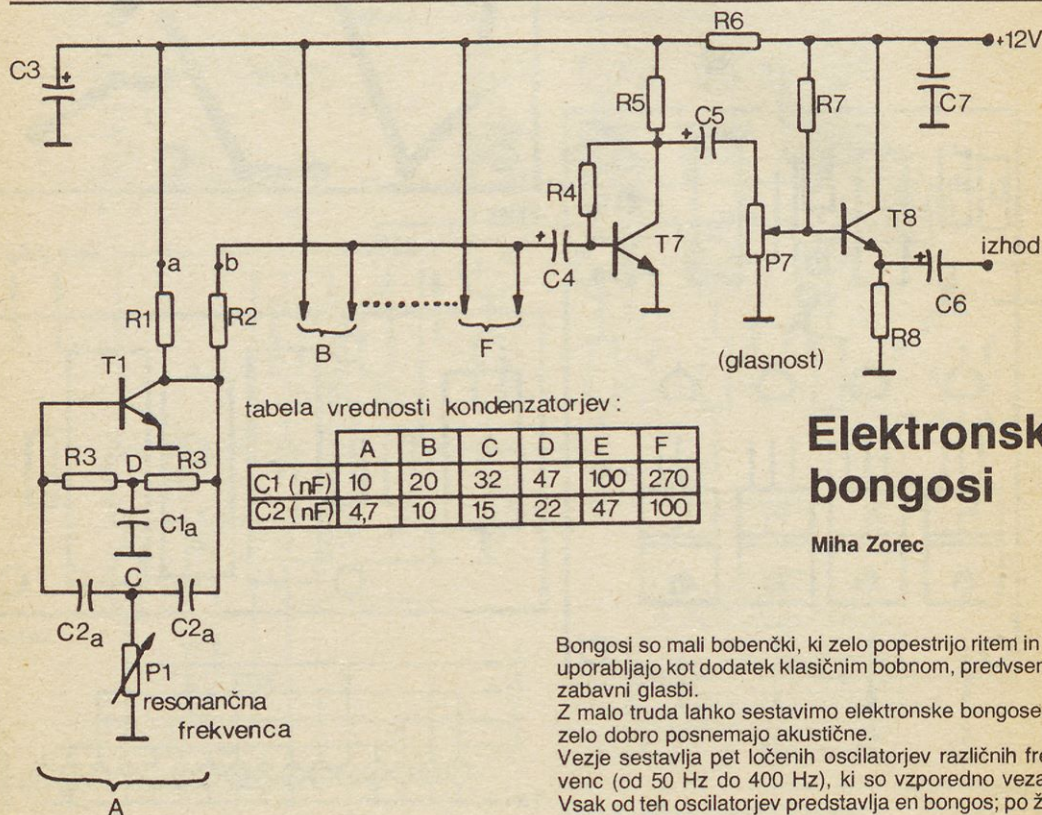 R6
+12V
C3
+
R5
C5
+
R7
C7
R4
T8
+
T7
P7
izhod
a
b
C4
+
C6
R1
R2
R8
B
F
(glasnost)
T1
tabela vrednosti kondenzatorjev:
A B C D E F
C1 (nF) 10 20 32 47 100 270
C2 (nF) 4,7 10 15 22 47 100
R3 D R3
C1a
C
C2a C2a
P1
resonančna
frekvenca
A
Elektronsk
bongosi
Miha Zorec
Bongosi so mali bobenčki, ki zelo popestrijo ritem in
uporabljajo kot dodatek klasičnim bobnom, predvsem
zabavni glasbi.
Z malo truda lahko sestavimo elektronske bongose
zelo dobro posnemajo akustične.
Vezje sestavlja pet ločenih oscilatorjev različnih fre
venc (od 50 Hz do 400 Hz), ki so vzporedno veza
Vsak od teh oscilatorjev predstavlja en bongos; po ž